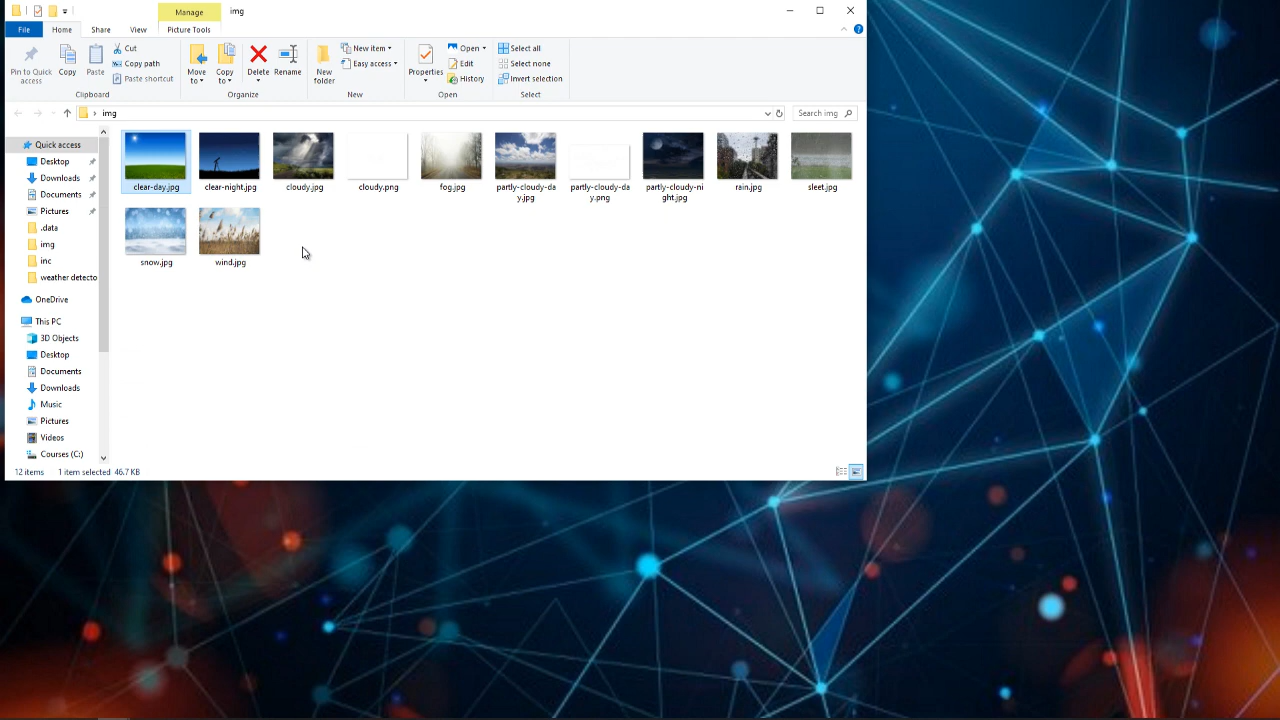 Manage
img
File
Home
Share
View
Picture Tools
Pin to Quick access
Copy
Paste
Cut
Copy path
Paste shortcut
Clipboard
Move to
Copy to
Delete
Rename
Organize
New folder
New item
Easy access
New
Properties
Open
Edit
History
Open
Select all
Select none
Invert selection
Select
img
Search img
Quick access
Desktop
Downloads
Documents
Pictures
.data
img
inc
weather detecto
OneDrive
This PC
3D Objects
Desktop
Documents
Downloads
Music
Pictures
Videos
Courses (C:)
clear-day.jpg
clear-night.jpg
cloudy.jpg
cloudy.png
fog.jpg
partly-cloudy-da
y.jpg
partly-cloudy-da
y.png
partly-cloudy-ni
ght.jpg
rain.jpg
sleet.jpg
snow.jpg
wind.jpg
12 items
1 item selected 46.7 KB